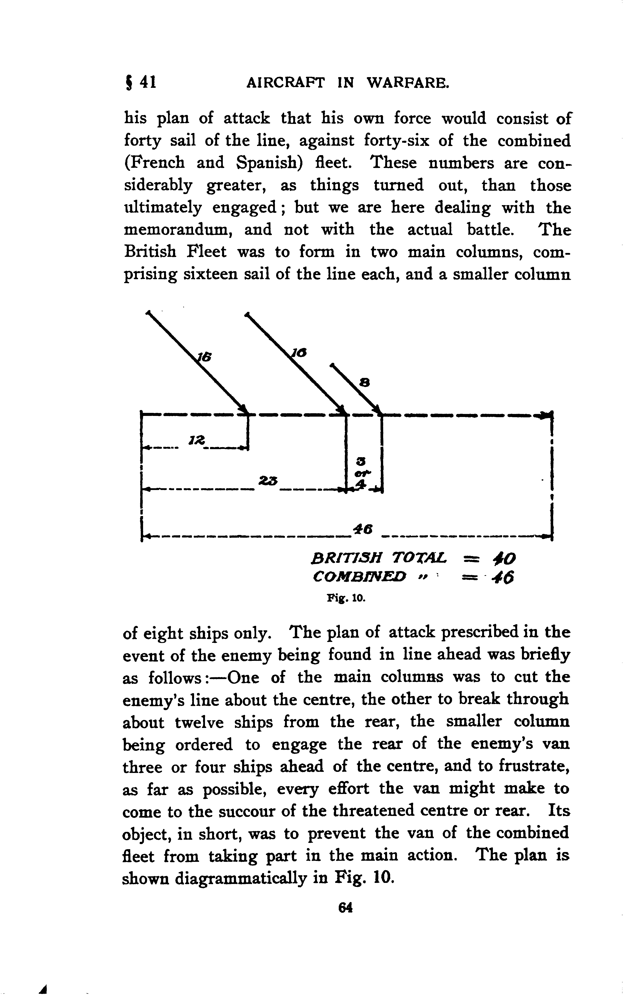 § 41 AIRCRAFT IN WARFARE.
his plan of attack that his own force would consist of
forty sail of the line, against forty-six of the combined
(French and Spanish) fleet. These numbers are con-
siderably greater, as things turned out, than those
ultimately engaged; but we are here dealing with the
memorandum, and not with the actual battle. The
British Fleet was to form in two main columns, com-
prising sixteen sail of the line each, and a smaller column
16
16
8
12
3
or
4
23
46
BRITISH TOTAL = 40
COMBINED „ = 46
Fig. 10.
of eight ships only. The plan of attack prescribed in the
event of the enemy being found in line ahead was briefly
as follows:—One of the main columns was to cut the
enemy's line about the centre, the other to break through
about twelve ships from the rear, the smaller column
being ordered to engage the rear of the enemy's van
three or four ships ahead of the centre, and to frustrate,
as far as possible, every effort the van might make to
come to the succour of the threatened centre or rear. Its
object, in short, was to prevent the van of the combined
fleet from taking part in the main action. The plan is
shown diagrammatically in Fig. 10.
64